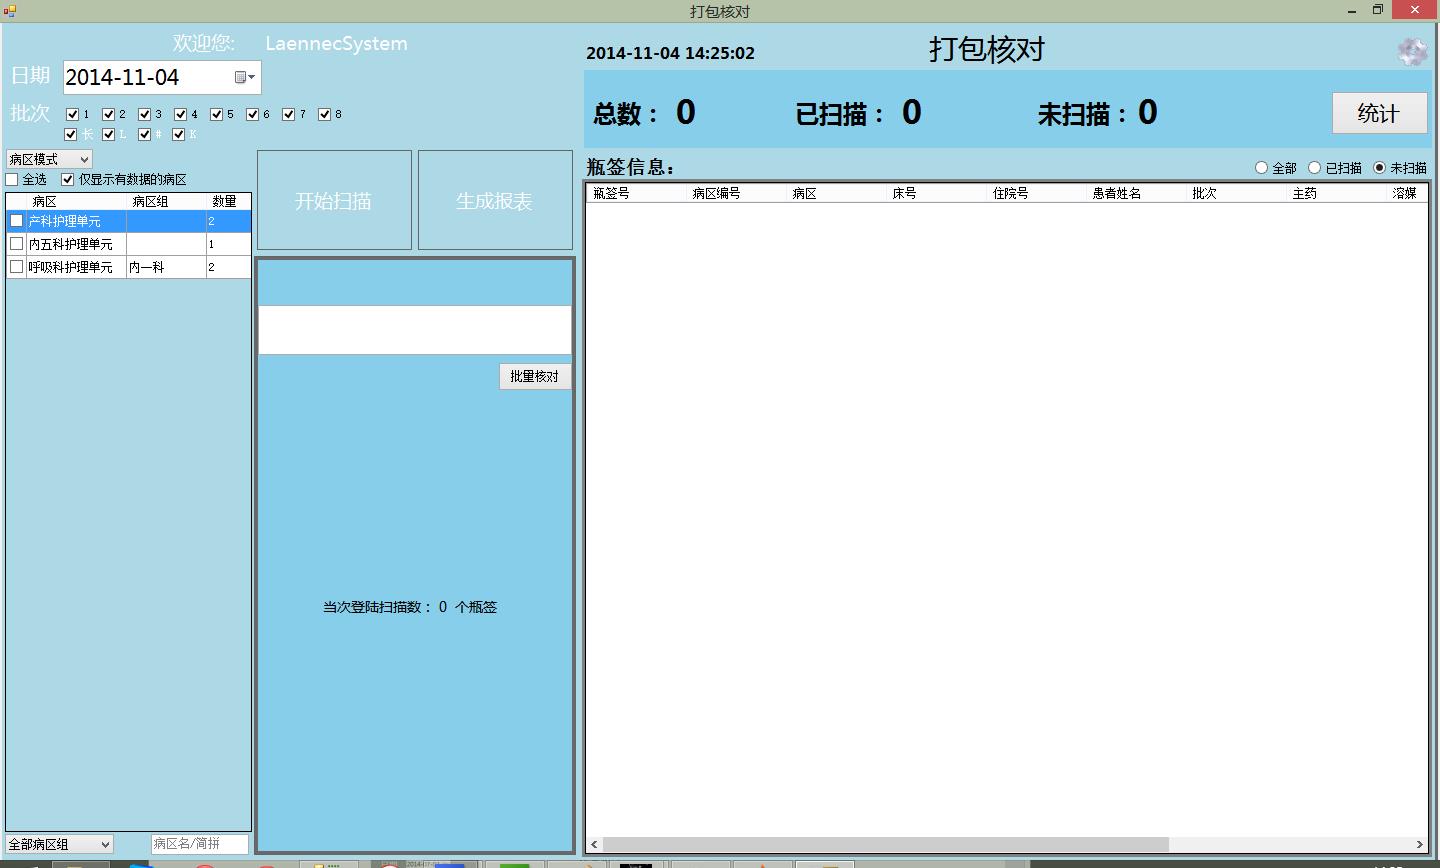 打包核对
欢迎您: LaennecSystem
日期 2014-11-04
批次 1 2 3 4 5 6 7 8
长 L # K
病区模式
全选 仅显示有数据的病区
病区 病区组 数量
产科护理单元 2
内五科护理单元 1
呼吸科护理单元 内一科 2
全部病区组 病区名/简拼
开始扫描 生成报表
批量核对
当次登陆扫描数： 0 个瓶签
2014-11-04 14:25:02 打包核对
总数： 0 已扫描： 0 未扫描： 0 统计
瓶签信息： 全部 已扫描 未扫描
瓶签号 病区编号 病区 床号 住院号 患者姓名 批次 主药 溶媒